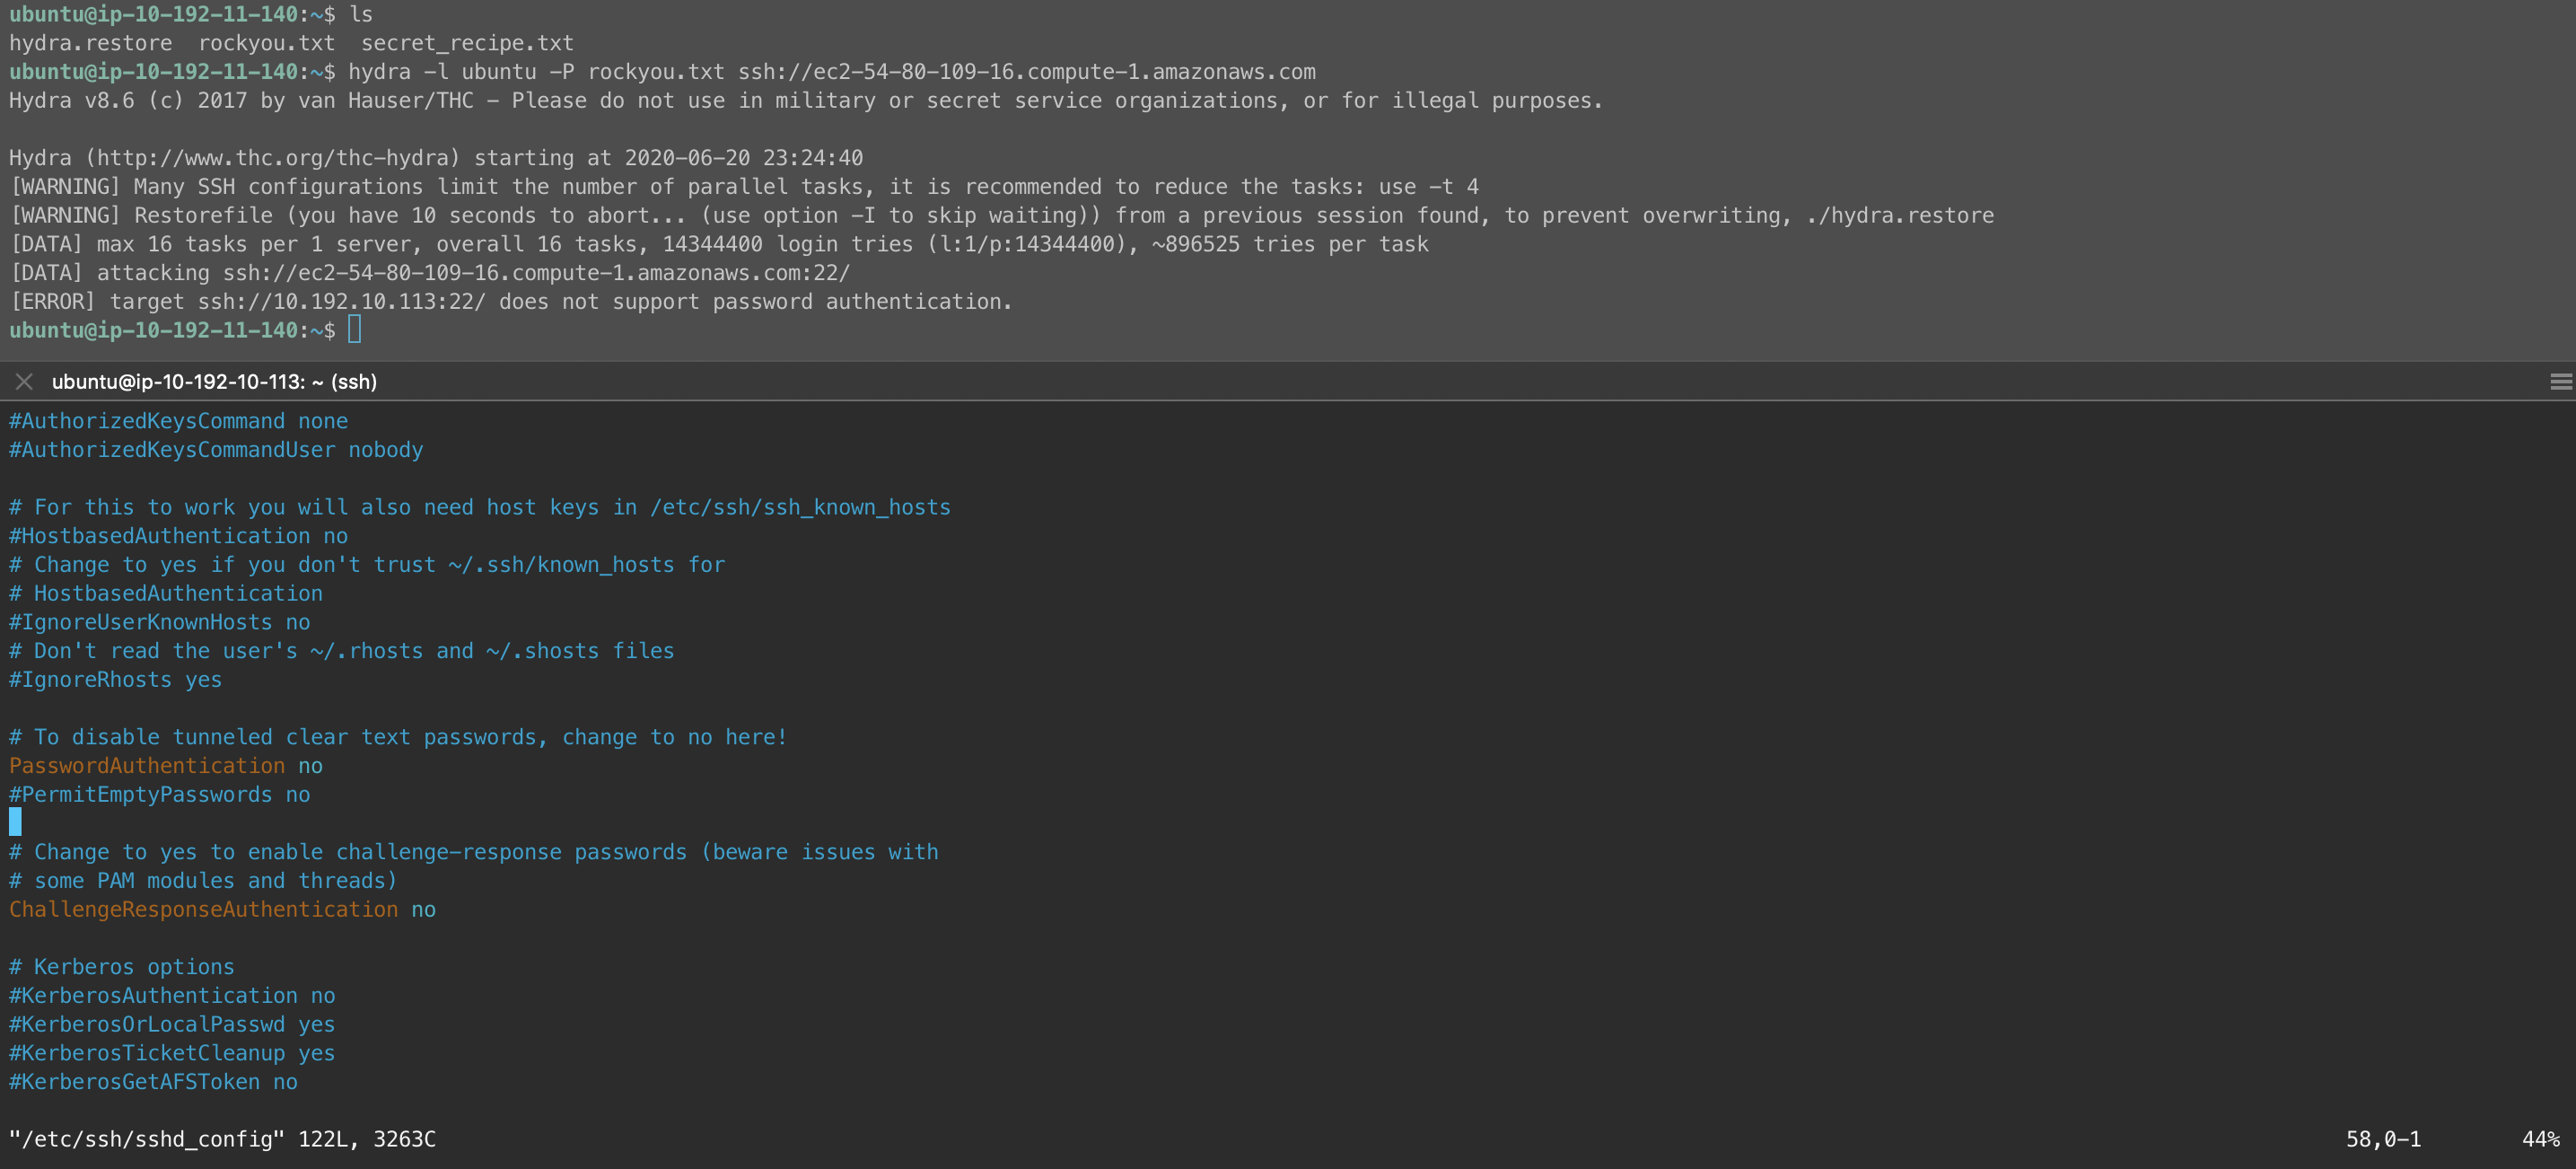 ubuntu@ip-10-192-11-140:~$ ls
hydra.restore  rockyou.txt  secret_recipe.txt
ubuntu@ip-10-192-11-140:~$ hydra -l ubuntu -P rockyou.txt ssh://ec2-54-80-109-16.compute-1.amazonaws.com
Hydra v8.6 (c) 2017 by van Hauser/THC - Please do not use in military or secret service organizations, or for illegal purposes.
Hydra (http://www.thc.org/thc-hydra) starting at 2020-06-20 23:24:40
[WARNING] Many SSH configurations limit the number of parallel tasks, it is recommended to reduce the tasks: use -t 4
[WARNING] Restorefile (you have 10 seconds to abort... (use option -I to skip waiting)) from a previous session found, to prevent overwriting, ./hydra.restore
[DATA] max 16 tasks per 1 server, overall 16 tasks, 14344400 login tries (l:1/p:14344400), ~896525 tries per task
[DATA] attacking ssh://ec2-54-80-109-16.compute-1.amazonaws.com:22/
[ERROR] target ssh://10.192.10.113:22/ does not support password authentication.
ubuntu@ip-10-192-11-140:~$
ubuntu@ip-10-192-10-113: ~ (ssh)
#AuthorizedKeysCommand none
#AuthorizedKeysCommandUser nobody
# For this to work you will also need host keys in /etc/ssh/ssh_known_hosts
#HostbasedAuthentication no
# Change to yes if you don't trust ~/.ssh/known_hosts for
# HostbasedAuthentication
#IgnoreUserKnownHosts no
# Don't read the user's ~/.rhosts and ~/.shosts files
#IgnoreRhosts yes
# To disable tunneled clear text passwords, change to no here!
PasswordAuthentication no
#PermitEmptyPasswords no
# Change to yes to enable challenge-response passwords (beware issues with
# some PAM modules and threads)
ChallengeResponseAuthentication no
# Kerberos options
#KerberosAuthentication no
#KerberosOrLocalPasswd yes
#KerberosTicketCleanup yes
#KerberosGetAFSToken no
"/etc/ssh/sshd_config" 122L, 3263C 58,0-1 44%